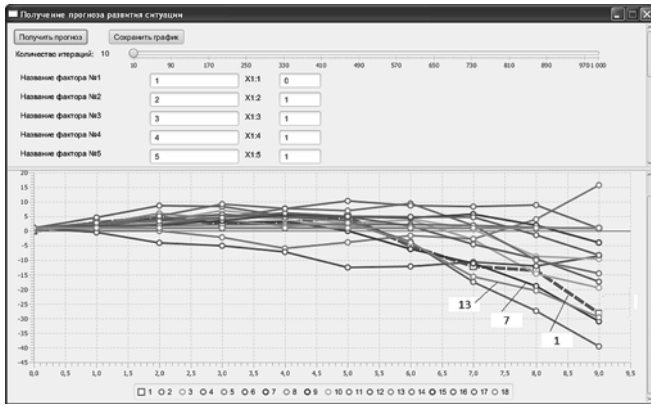 Получение прогноза развития ситуации
Получить прогноз Сохранить график
Количество итераций: 10
10 90 170 250 330 410 490 570 650 730 810 890 970 1 000
Название фактора №1 1 X1:1 0
Название фактора №2 2 X1:2 1
Название фактора №3 3 X1:3 1
Название фактора №4 4 X1:4 1
Название фактора №5 5 X1:5 1
20
15
10
5
0
-5
-10
-15
-20
-25
-30
-35
-40
-45
13
7
1
0,0 0,5 1,0 1,5 2,0 2,5 3,0 3,5 4,0 4,5 5,0 5,5 6,0 6,5 7,0 7,5 8,0 8,5 9,0 9,5
1 2 3 4 5 6 7 8 9 10 11 12 13 14 15 16 17 18